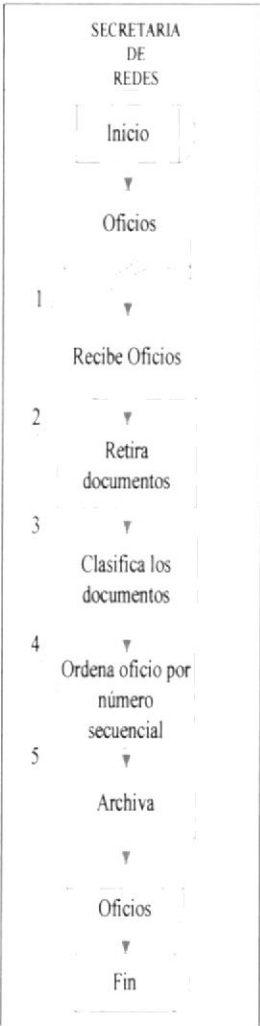 SECRETARIA
DE
REDES
Inicio
Oficios
1
Recibe Oficios
2
Retira
documentos
3
Clasifica los
documentos
4
Ordena oficio por
número
secuencial
5
Archiva
Oficios
Fin